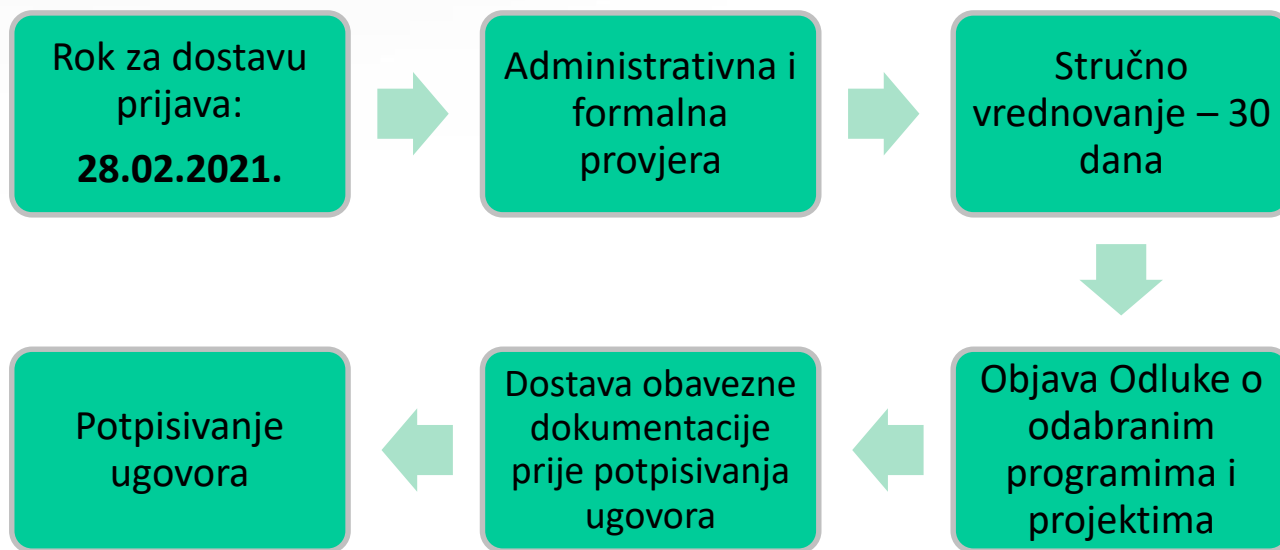 Rok za dostavu
prijava:
28.02.2021.
Administrativna i
formalna
provjera
Stručno
vrednovanje – 30
dana
Objava Odluke o
odabranim
programima i
projektima
Dostava obavezne
dokumentacije
prije potpisivanja
ugovora
Potpisivanje
ugovora